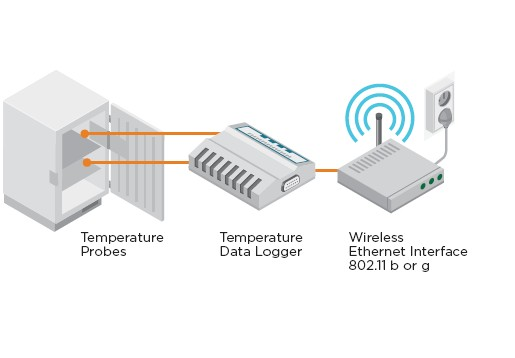 Temperature
Probes
Temperature
Data Logger
Wireless
Ethernet Interface
802.11 b or g